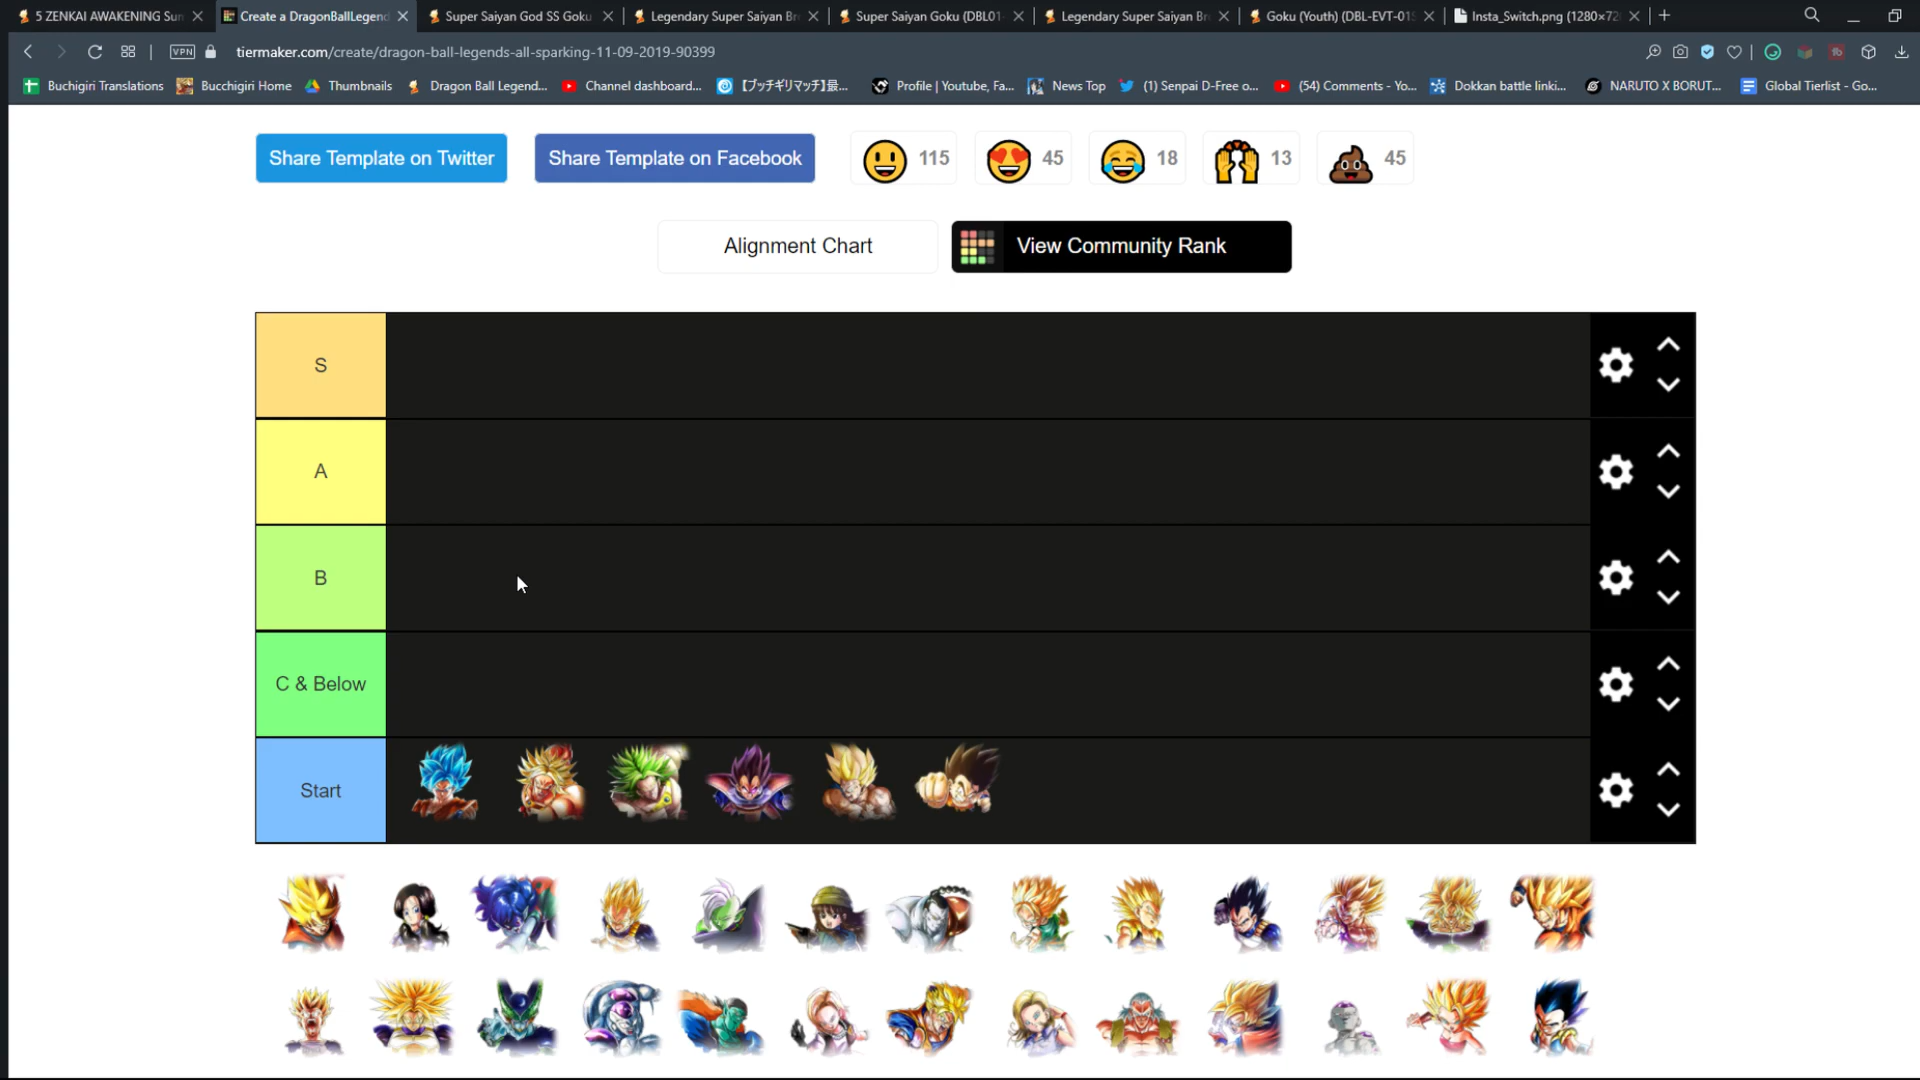 5 ZENKAI AWAKENING Sun
Create a DragonBallLegend
Super Saiyan God SS Goku
Legendary Super Saiyan Br
Super Saiyan Goku (DBL01-
Legendary Super Saiyan Br
Goku (Youth) (DBL-EVT-01S
Insta_Switch.png (1280×72
VPN
tiermaker.com/create/dragon-ball-legends-all-sparking-11-09-2019-90399
Buchigiri Translations
Bucchigiri Home
Thumbnails
Dragon Ball Legend...
Channel dashboard...
【ブッチギリマッチ】最...
Profile | Youtube, Fa...
News Top
(1) Senpai D-Free o...
(54) Comments - Yo...
Dokkan battle linki...
NARUTO X BORUT...
Global Tierlist - Go...
Share Template on Twitter
Share Template on Facebook
115
45
18
13
45
Alignment Chart
View Community Rank
S
A
B
C & Below
Start